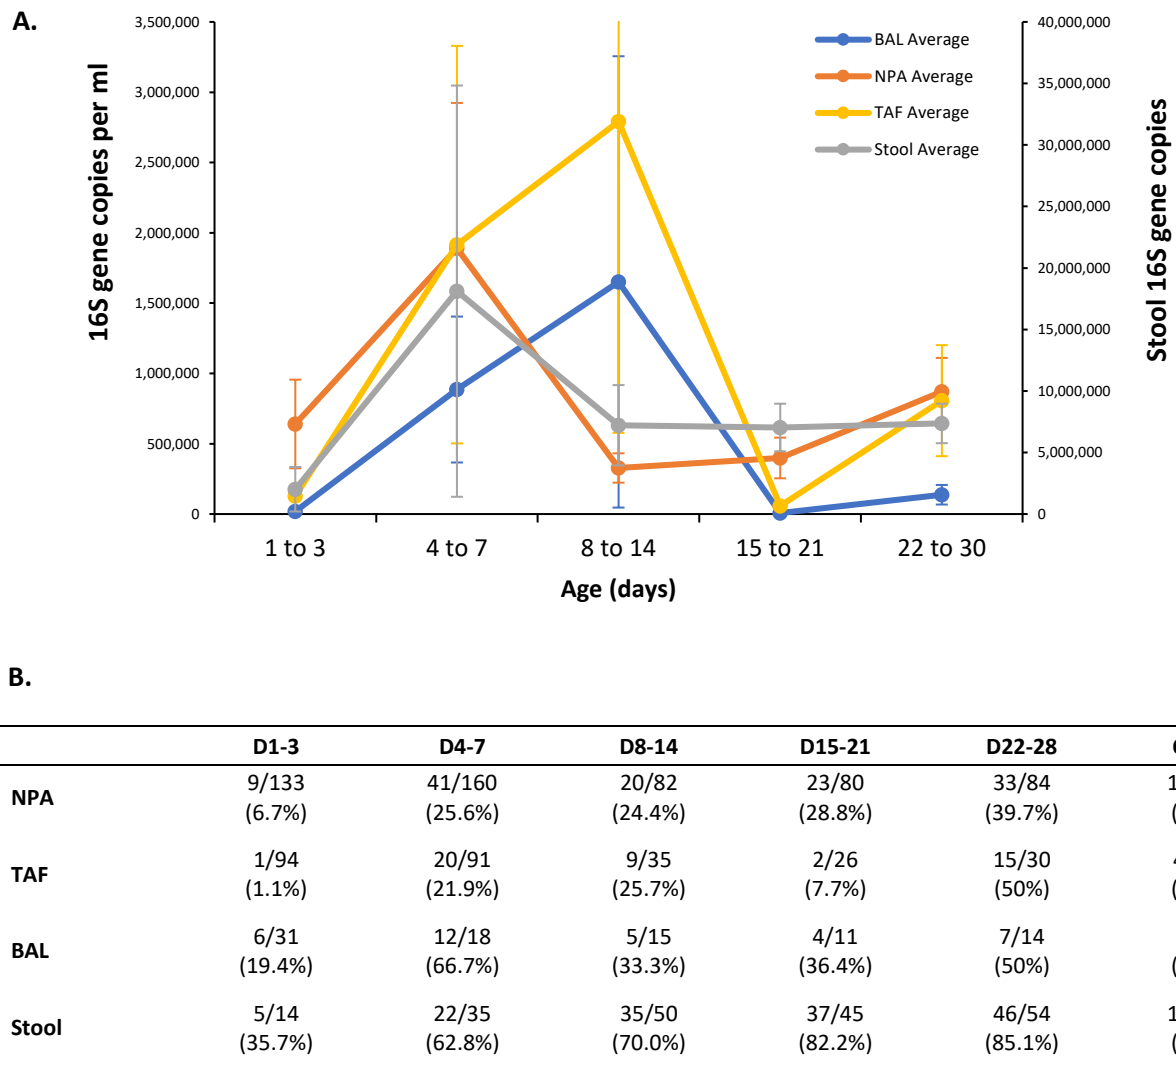 A.
16S gene copies per ml
3,500,000
3,000,000
2,500,000
2,000,000
1,500,000
1,000,000
500,000
0
BAL Average
NPA Average
TAF Average
Stool Average
40,000,000
35,000,000
30,000,000
25,000,000
20,000,000
15,000,000
10,000,000
5,000,000
0
Stool 16S gene copies
1 to 3 4 to 7 8 to 14 15 to 21 22 to 30
Age (days)
B.
D1-3 D4-7 D8-14 D15-21 D22-28
NPA
9/133 41/160 20/82 23/80 33/84
(6.7%) (25.6%) (24.4%) (28.8%) (39.7%)
TAF
1/94 20/91 9/35 2/26 15/30
(1.1%) (21.9%) (25.7%) (7.7%) (50%)
BAL
6/31 12/18 5/15 4/11 7/14
(19.4%) (66.7%) (33.3%) (36.4%) (50%)
Stool
5/14 22/35 35/50 37/45 46/54
(35.7%) (62.8%) (70.0%) (82.2%) (85.1%)